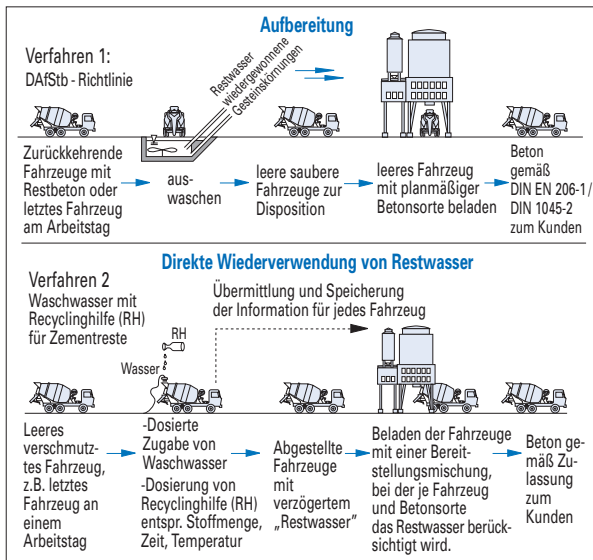 Aufbereitung
Verfahren 1:
DAfStb - Richtlinie
Restwasser
wiedergewonnene
Gesteinskörnungen
Zurückkehrende
Fahrzeuge mit
Restbeton oder
letztes Fahrzeug
am Arbeitstag
aus-
waschen
leere saubere
Fahrzeuge zur
Disposition
leeres Fahrzeug
mit planmäßiger
Betonsorte beladen
Beton
gemäß
DIN EN 206-1/
DIN 1045-2
zum Kunden
Direkte Wiederverwendung von Restwasser
Verfahren 2
Waschwasser mit
Recyclinghilfe (RH)
für Zementreste
Übermittlung und Speicherung
der Information für jedes Fahrzeug
RH
Wasser
Leeres
verschmutz-
tes Fahrzeug,
z.B. letztes
Fahrzeug an
einem
Arbeitstag
-Dosierte
Zugabe von
Waschwasser
-Dosierung von
Recyclinghilfe (RH)
entspr. Stoffmenge,
Zeit, Temperatur
Abgestellte
Fahrzeuge
mit
verzögertem
„Restwasser"
Beladen der Fahrzeuge
mit einer Bereit-
stellungsmischung,
bei der je Fahrzeug
und Betonsorte
das Restwasser berück-
sichtigt wird.
Beton ge-
mäß Zu-
lassung
zum
Kunden